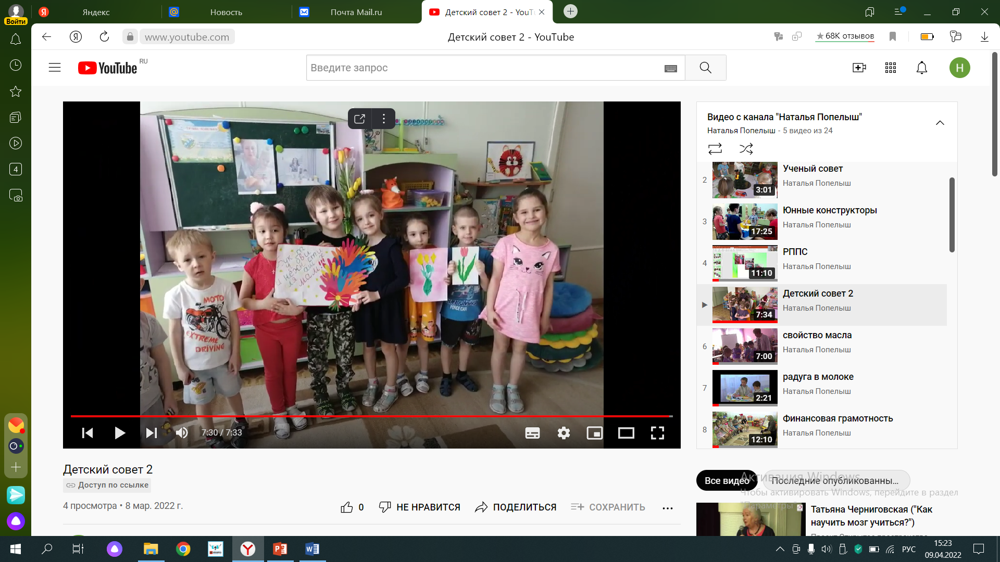 Яндекс
Новость
Почта Mail.ru
Детский совет 2 - YouTu
Войти
www.youtube.com
Детский совет 2 - YouTube
68K отзывов
4
YouTube RU
Введите запрос
H
Видео с канала "Наталья Попелыш"
Наталья Попелыш - 5 видео из 24
2
3:01
Ученый совет
Наталья Попелыш
3
17:25
Юнные конструкторы
Наталья Попелыш
4
11:10
РППС
Наталья Попелыш
7:34
Детский совет 2
Наталья Попелыш
6
7:00
свойство масла
Наталья Попелыш
7
2:21
радуга в молоке
Наталья Попелыш
8
12:10
Финансовая грамотность
Наталья Попелыш
MOTO
EXTREME
DRIVING
FORCE CAR
7:30 / 7:33
Детский совет 2
Доступ по ссылке
4 просмотра • 8 мар. 2022 г.
0
НЕ НРАВИТСЯ
ПОДЕЛИТЬСЯ
СОХРАНИТЬ
Все видео
Последние опубликованны...
Активация Windows
Чтобы активировать Windows, перейдите в раздел
"Параметры".
Татьяна Черниговская ("Как
научить мозг учиться?")
РУС
15:23
09.04.2022